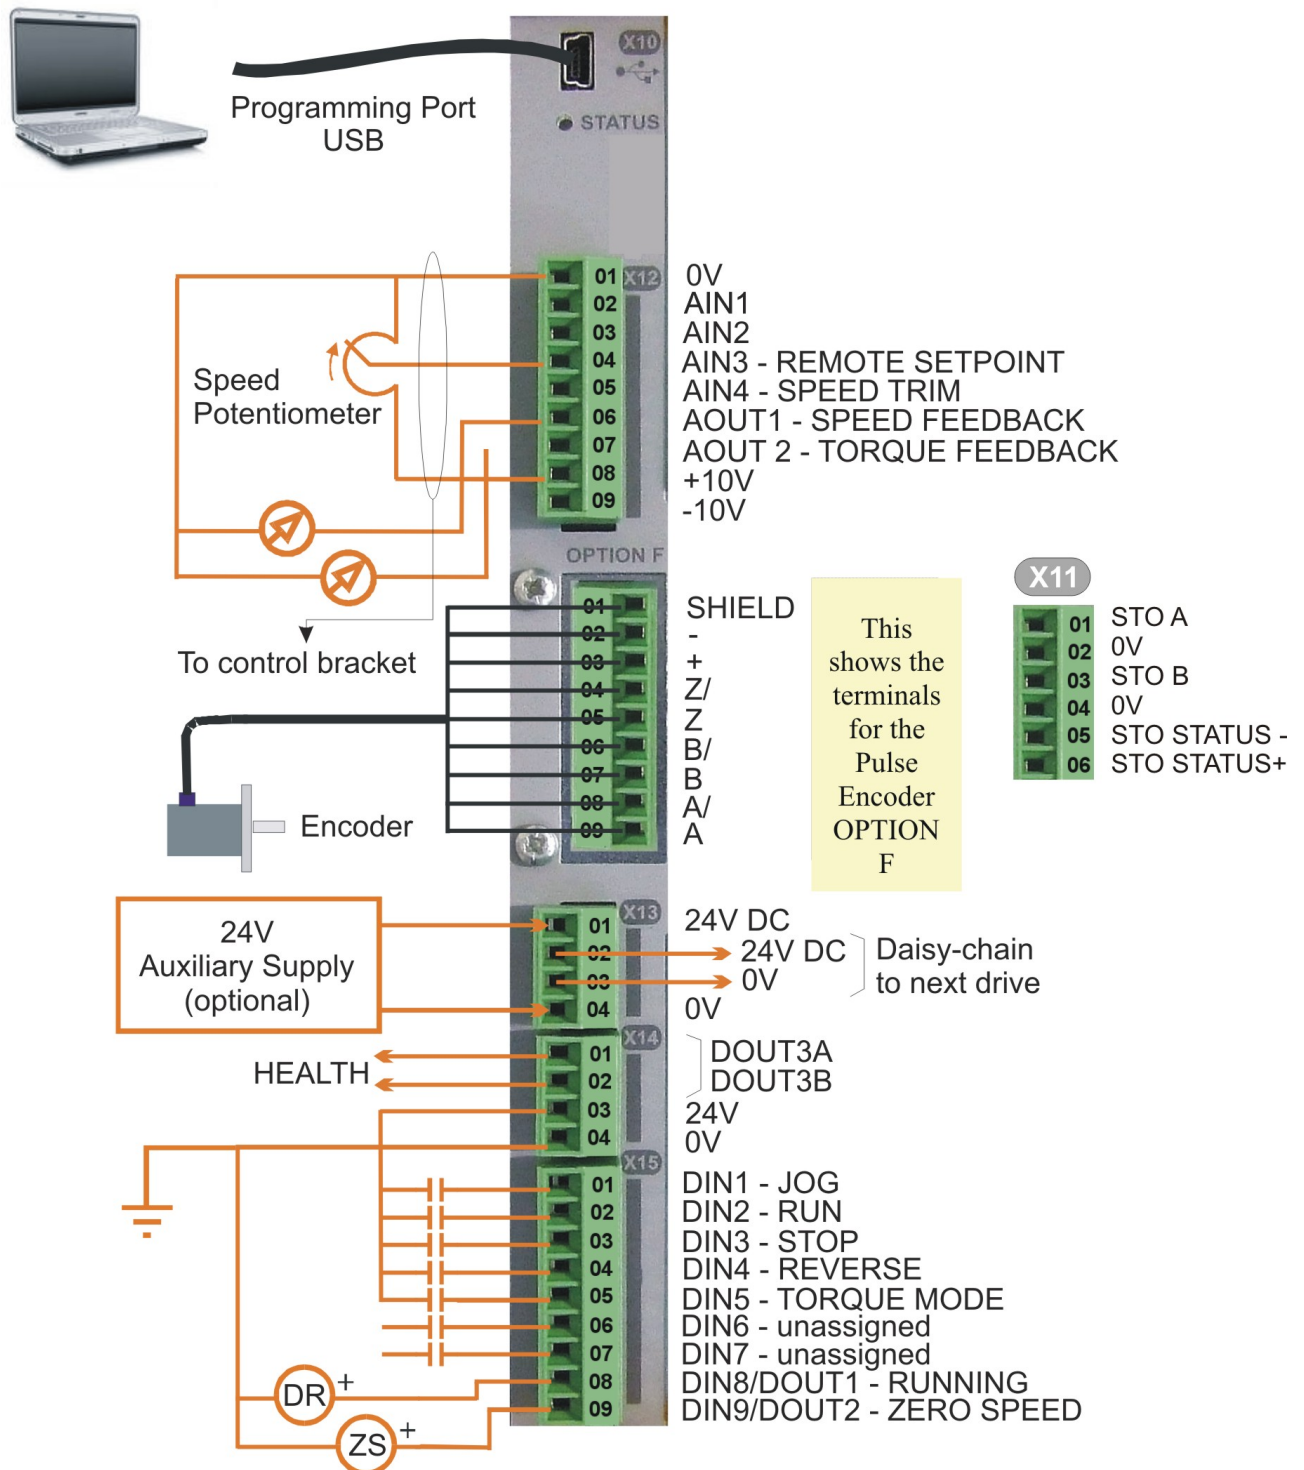 X10
Programming Port
USB
STATUS
01 X12 0V
02 AIN1
03 AIN2
04 AIN3 - REMOTE SETPOINT
05 AIN4 - SPEED TRIM
06 AOUT1 - SPEED FEEDBACK
07 AOUT 2 - TORQUE FEEDBACK
08 +10V
09 -10V
Speed
Potentiometer
OPTION F
01 SHIELD
02 -
03 +
04 Z/
05 Z
06 B/
07 B
08 A/
09 A
To control bracket
Encoder
This
shows the
terminals
for the
Pulse
Encoder
OPTION
F
X11
01 STO A
02 0V
03 STO B
04 0V
05 STO STATUS -
06 STO STATUS+
24V
Auxiliary Supply
(optional)
X13
01 24V DC
02 24V DC
03 0V
04 0V
Daisy-chain
to next drive
HEALTH
X14
01 DOUT3A
02 DOUT3B
03 24V
04 0V
X15
01 DIN1 - JOG
02 DIN2 - RUN
03 DIN3 - STOP
04 DIN4 - REVERSE
05 DIN5 - TORQUE MODE
06 DIN6 - unassigned
07 DIN7 - unassigned
08 DIN8/DOUT1 - RUNNING
09 DIN9/DOUT2 - ZERO SPEED
DR +
ZS +